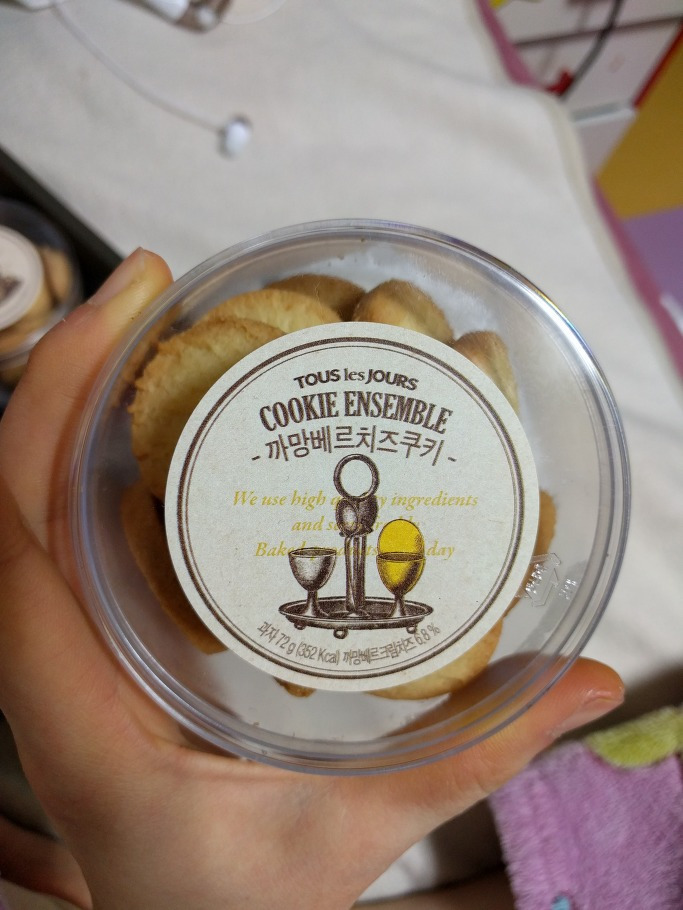 TOUS les JOURS
COOKIE ENSEMBLE
- 까망베르치즈쿠키 -
We use high ingredients
and
day
과자 72 g (352 Kcal) 까망베르크림치즈 6.8 %